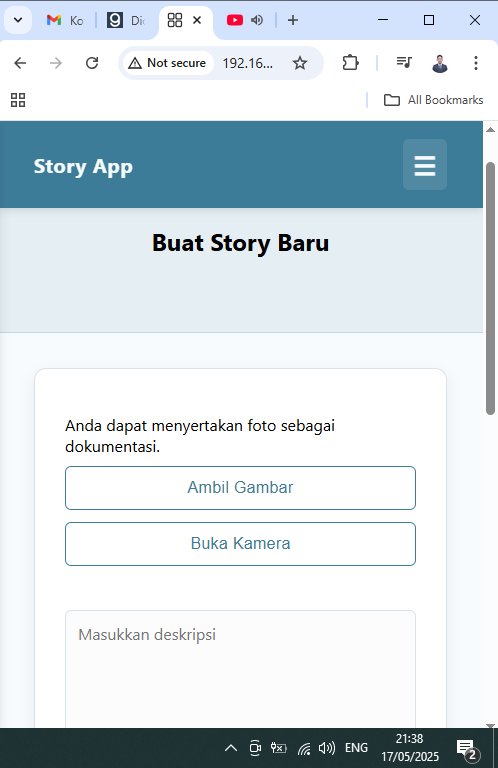 Ko
Di
Not secure
192.16...
All Bookmarks
Story App
Buat Story Baru
Anda dapat menyertakan foto sebagai
dokumentasi.
Ambil Gambar
Buka Kamera
Masukkan deskripsi
ENG
21:38
17/05/2025
2